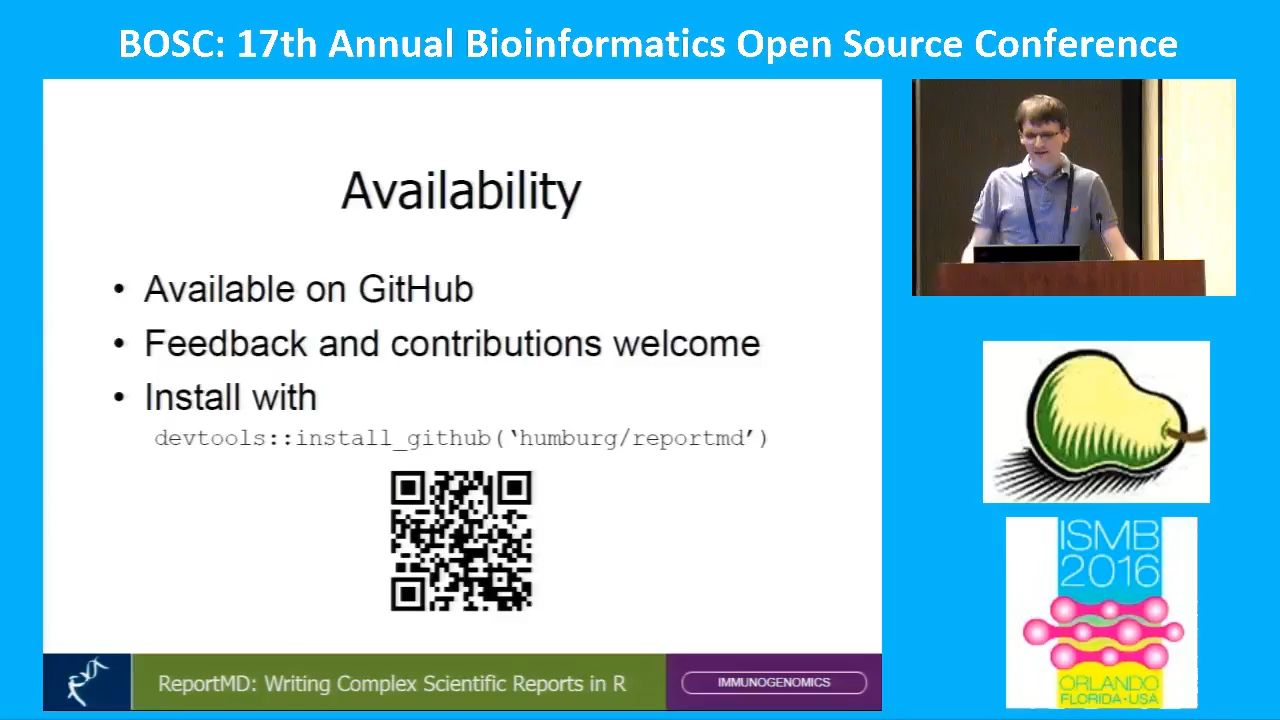 BOSC: 17th Annual Bioinformatics Open Source Conference
Availability
• Available on GitHub
• Feedback and contributions welcome
• Install with
devtools::install_github(‘humburg/reportmd’)
ReportMD: Writing Complex Scientific Reports in R
IMMUNOGENOMICS
ISMB
2016
ORLANDO
FLORIDA•USA